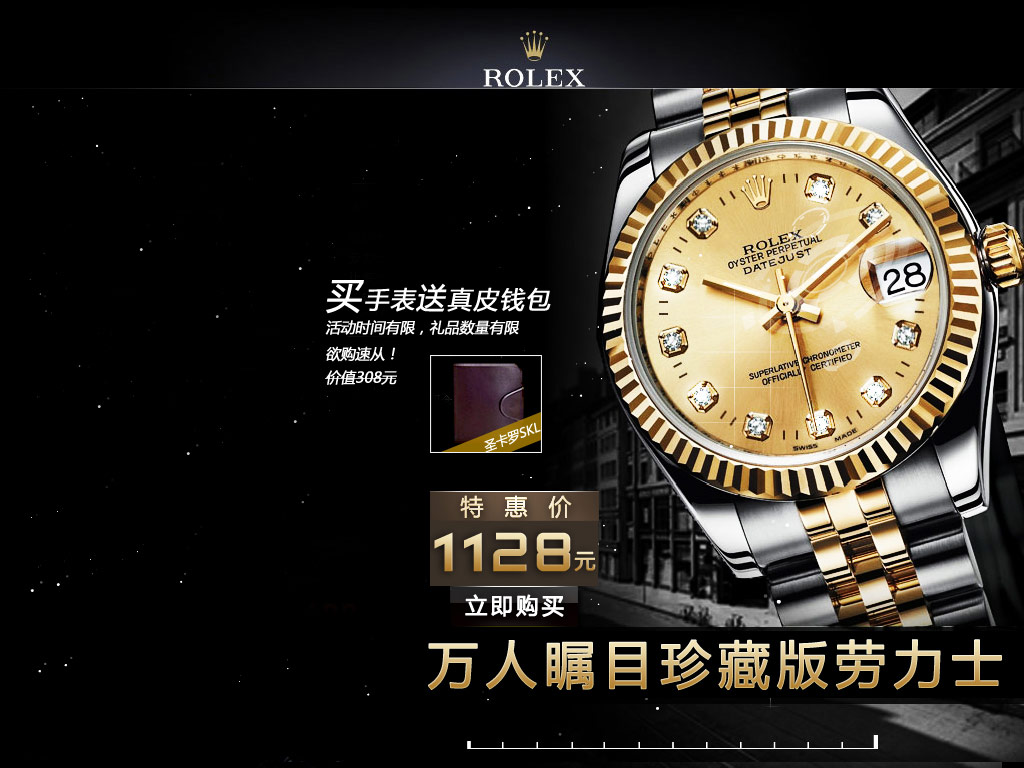 ROLEX
ROLEX
OYSTER PERPETUAL
DATEJUST
28
SUPERLATIVE CHRONOMETER
OFFICIALLY CERTIFIED
SWISS MADE
买手表送真皮钱包
活动时间有限，礼品数量有限
欲购速从！
价值308元
圣卡罗SKL
特惠价
1128元
立即购买
万人瞩目珍藏版劳力士